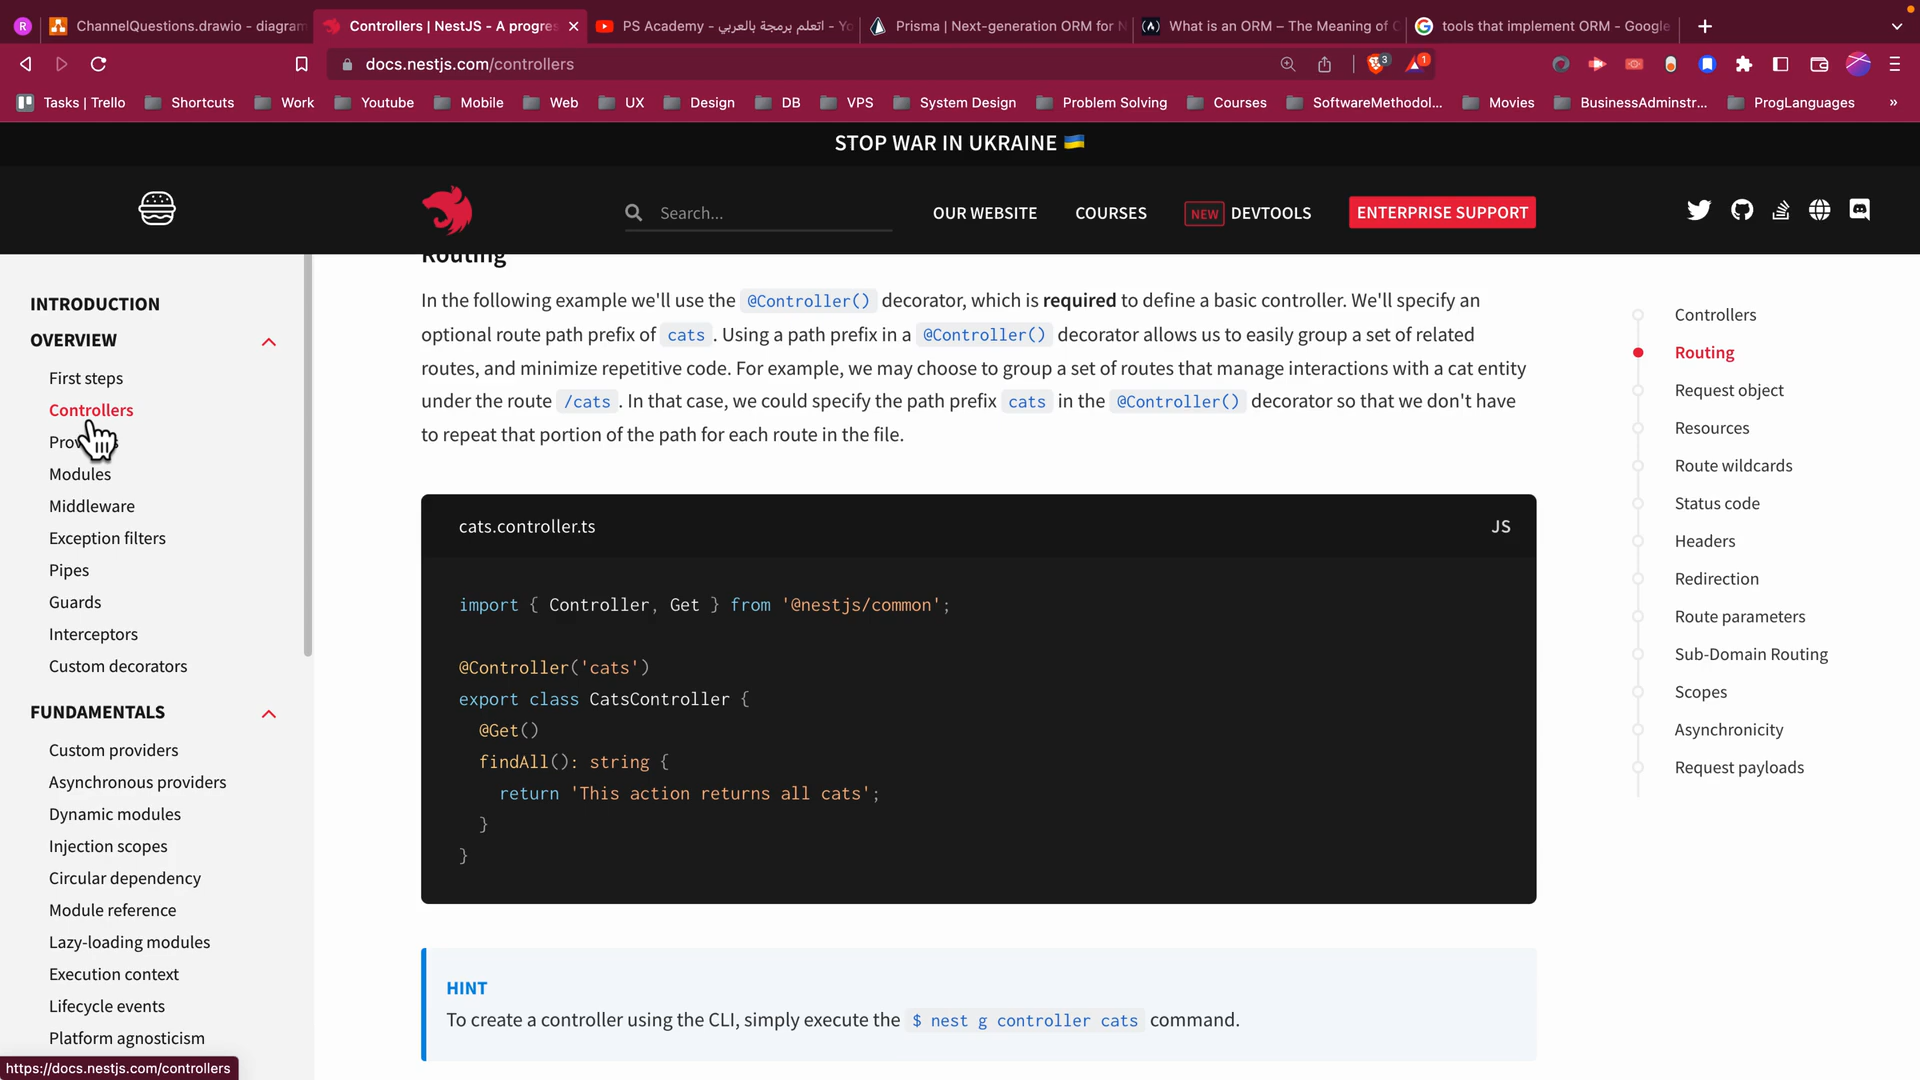 R
ChannelQuestions.drawio - diagram
Controllers | NestJS - A progres
PS Academy - اتعلم برمجة بالعربي - Yo
Prisma | Next-generation ORM for N
What is an ORM – The Meaning of O
tools that implement ORM - Google
docs.nestjs.com/controllers
3
1
Tasks | Trello
Shortcuts
Work
Youtube
Mobile
Web
UX
Design
DB
VPS
System Design
Problem Solving
Courses
SoftwareMethodol...
Movies
BusinessAdminstr...
ProgLanguages
»
STOP WAR IN UKRAINE 🇺🇦
Search...
OUR WEBSITE
COURSES
NEW DEVTOOLS
ENTERPRISE SUPPORT
INTRODUCTION
OVERVIEW
First steps
Controllers
Modules
Middleware
Exception filters
Pipes
Guards
Interceptors
Custom decorators
FUNDAMENTALS
Custom providers
Asynchronous providers
Dynamic modules
Injection scopes
Circular dependency
Module reference
Lazy-loading modules
Execution context
Lifecycle events
Platform agnosticism
https://docs.nestjs.com/controllers
Routing
In the following example we'll use the @Controller() decorator, which is required to define a basic controller. We'll specify an
optional route path prefix of cats . Using a path prefix in a @Controller() decorator allows us to easily group a set of related
routes, and minimize repetitive code. For example, we may choose to group a set of routes that manage interactions with a cat entity
under the route /cats . In that case, we could specify the path prefix cats in the @Controller() decorator so that we don't have
to repeat that portion of the path for each route in the file.
cats.controller.ts
JS
import { Controller, Get } from '@nestjs/common';
@Controller('cats')
export class CatsController {
@Get()
findAll(): string {
return 'This action returns all cats';
}
}
HINT
To create a controller using the CLI, simply execute the $ nest g controller cats command.
Controllers
Routing
Request object
Resources
Route wildcards
Status code
Headers
Redirection
Route parameters
Sub-Domain Routing
Scopes
Asynchronicity
Request payloads